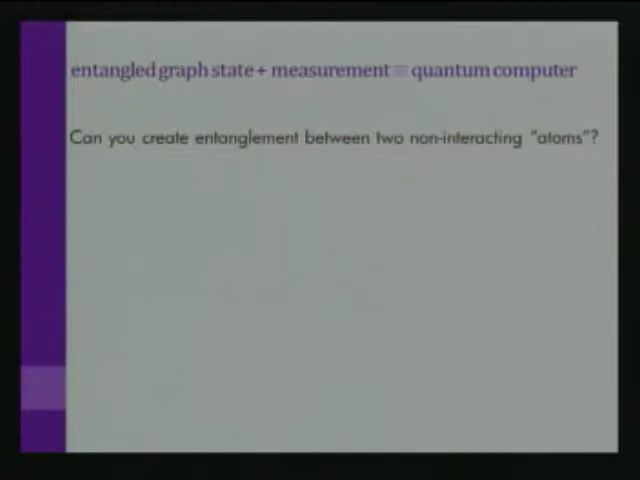 entangled graph state + measurement ≡ quantum computer
Can you create entanglement between two non-interacting "atoms"?